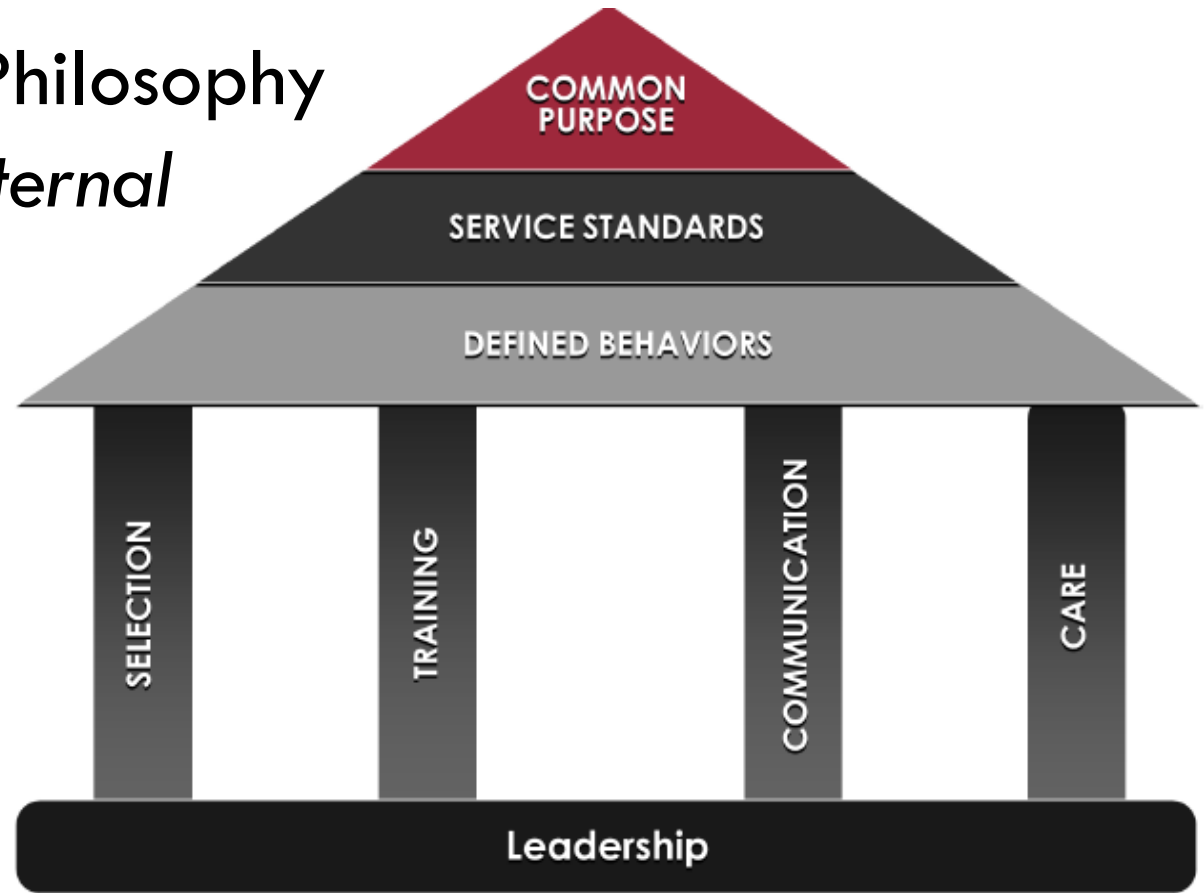 Philosophy
ternal
COMMON
PURPOSE
SERVICE STANDARDS
DEFINED BEHAVIORS
SELECTION
TRAINING
COMMUNICATION
CARE
Leadership